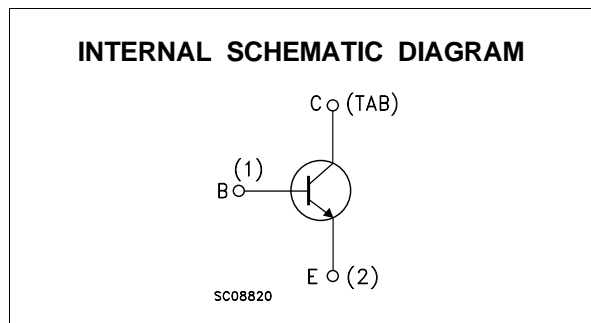 INTERNAL SCHEMATIC DIAGRAM
C (TAB)
(1)
B
E (2)
SC08820